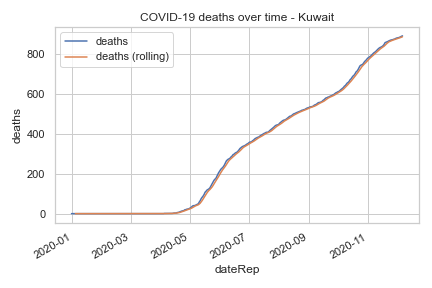 COVID-19 deaths over time - Kuwait
deaths
deaths (rolling)
800
600
400
200
0
deaths
2020-01
2020-03
2020-05
2020-07
2020-09
2020-11
dateRep